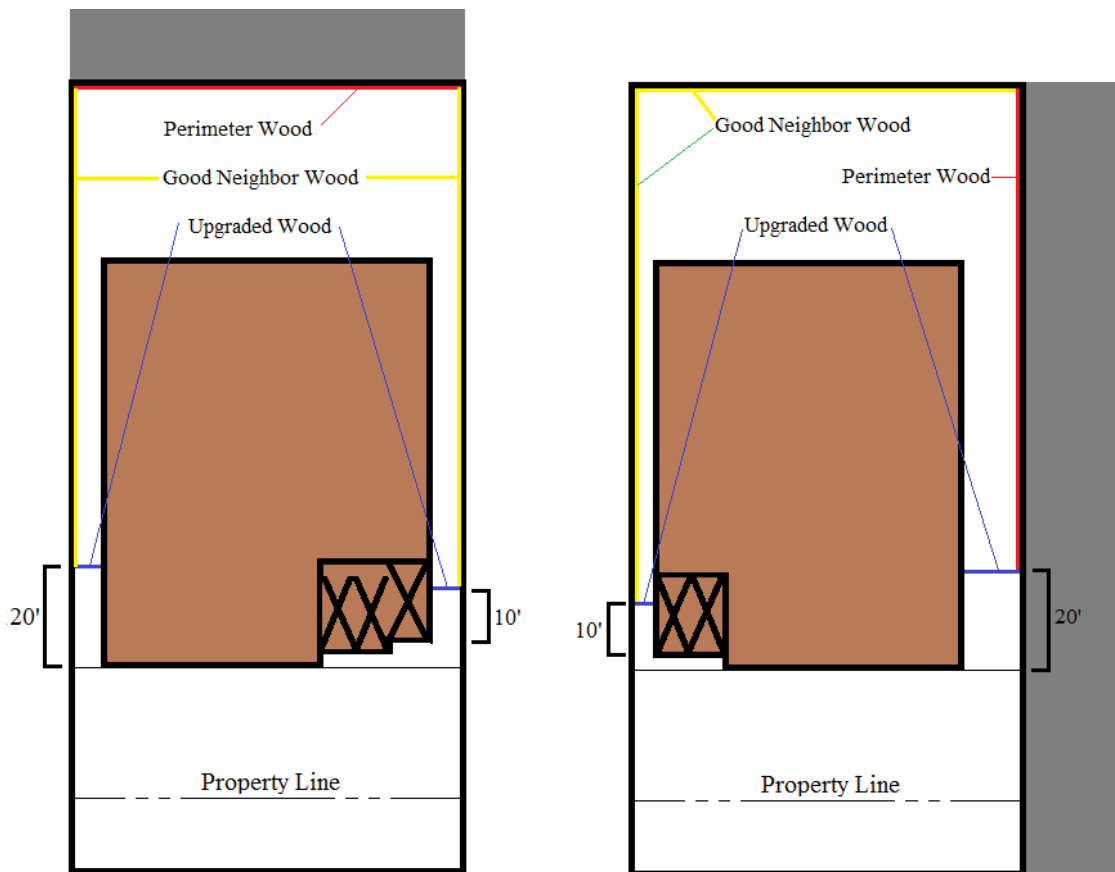 Perimeter Wood
Good Neighbor Wood
Upgraded Wood
20'
10'
Property Line
Good Neighbor Wood
Perimeter Wood
Upgraded Wood
10'
20'
Property Line